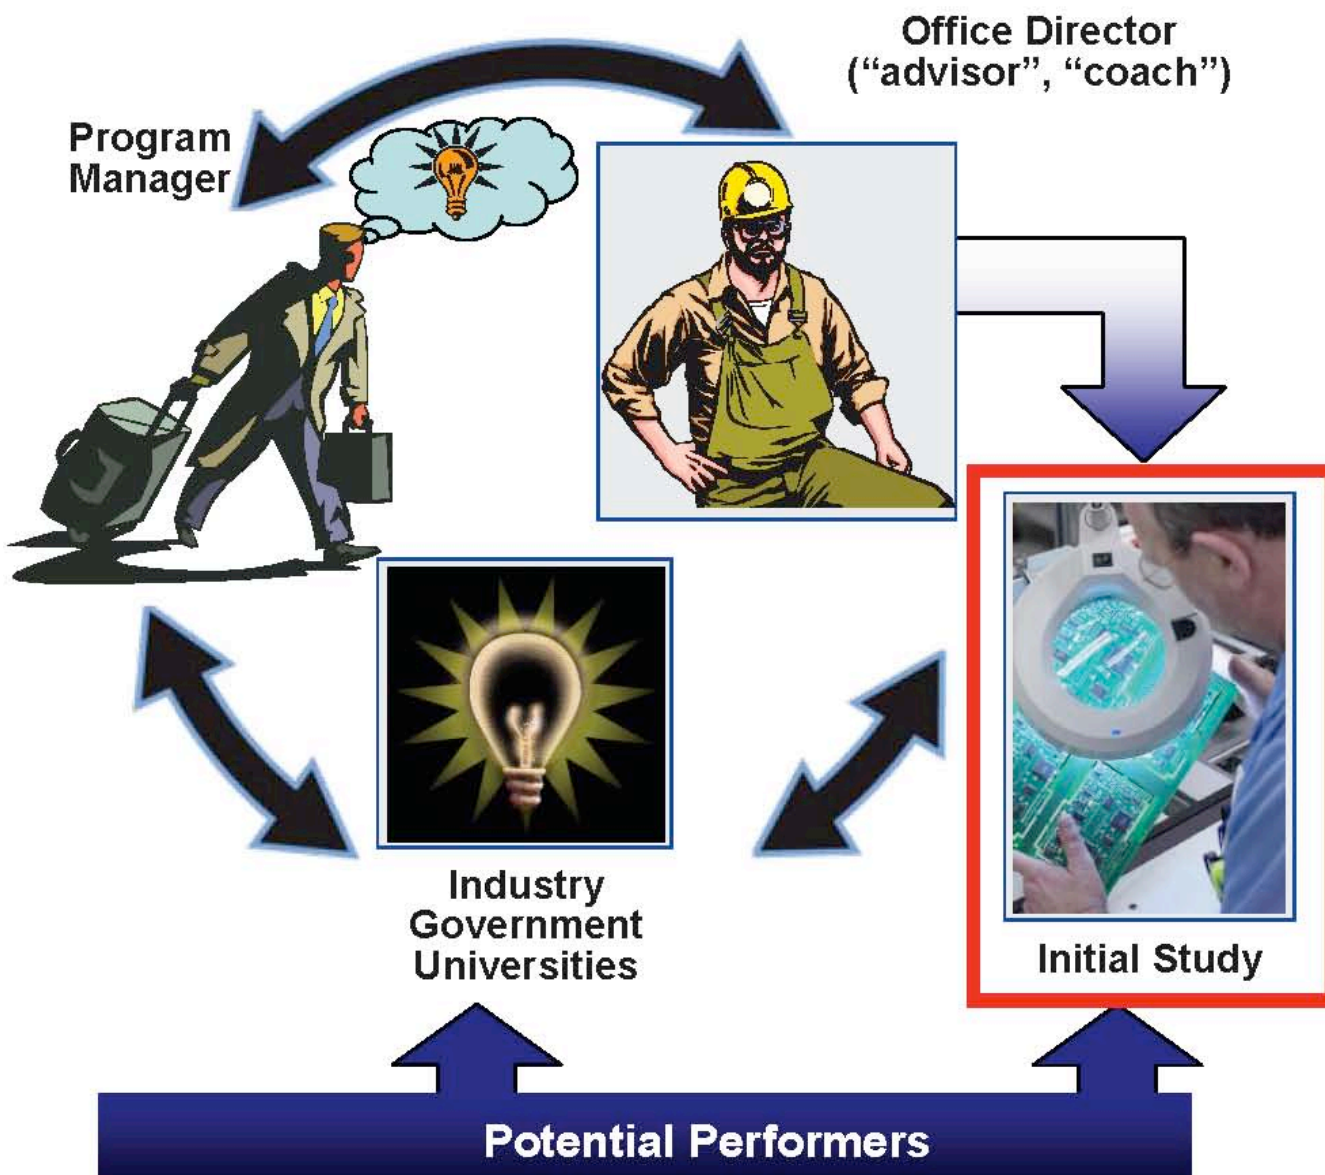 Office Director
(“advisor”, “coach”)
Program
Manager
Industry
Government
Universities
Initial Study
Potential Performers